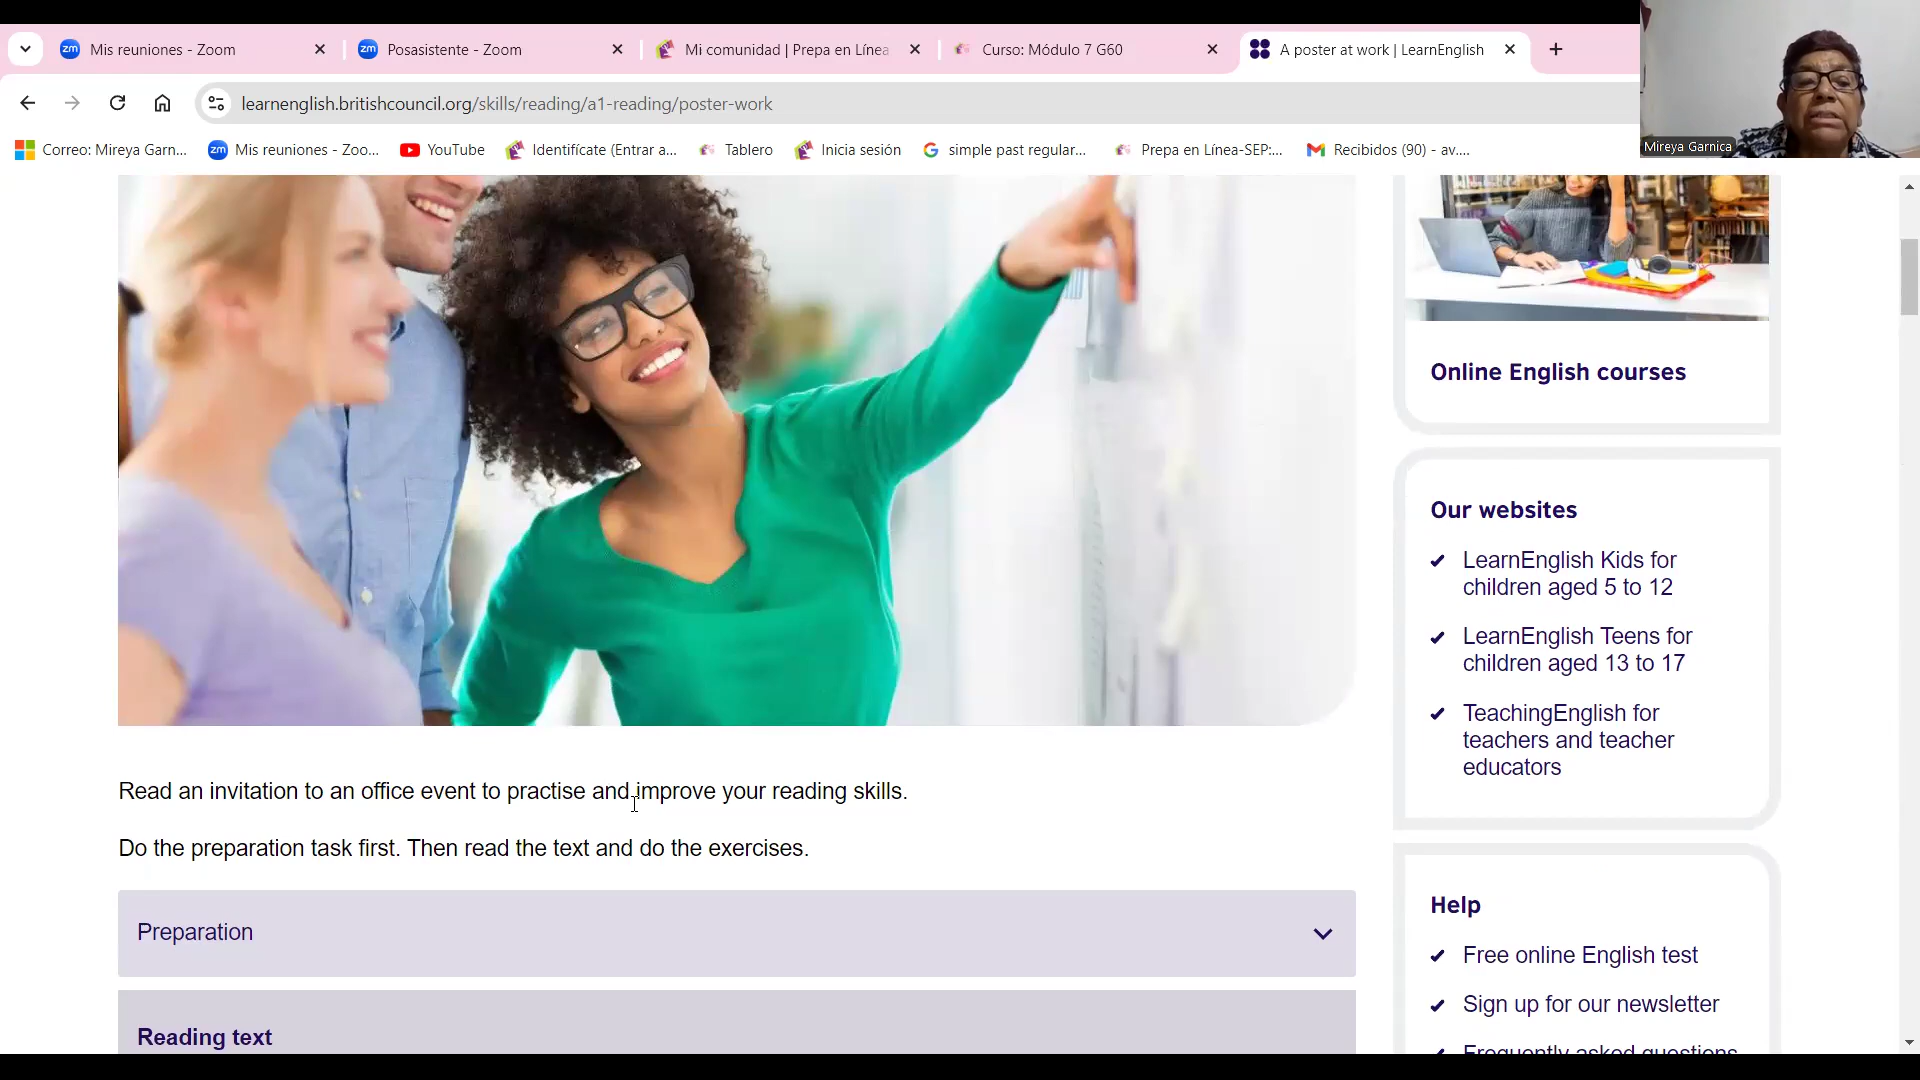 Mis reuniones - Zoom
Posasistente - Zoom
Mi comunidad | Prepa en Línea
Curso: Módulo 7 G60
A poster at work | LearnEnglish
learnenglish.britishcouncil.org/skills/reading/a1-reading/poster-work
Correo: Mireya Garn...
Mis reuniones - Zoo...
YouTube
Identifícate (Entrar a...
Tablero
Inicia sesión
simple past regular...
Prepa en Línea-SEP:...
Recibidos (90) - av....
Mireya Garnica
Online English courses
Our websites
LearnEnglish Kids for
children aged 5 to 12
LearnEnglish Teens for
children aged 13 to 17
TeachingEnglish for
teachers and teacher
educators
Read an invitation to an office event to practise and improve your reading skills.
Do the preparation task first. Then read the text and do the exercises.
Preparation
Reading text
Help
Free online English test
Sign up for our newsletter
Frequently asked questions